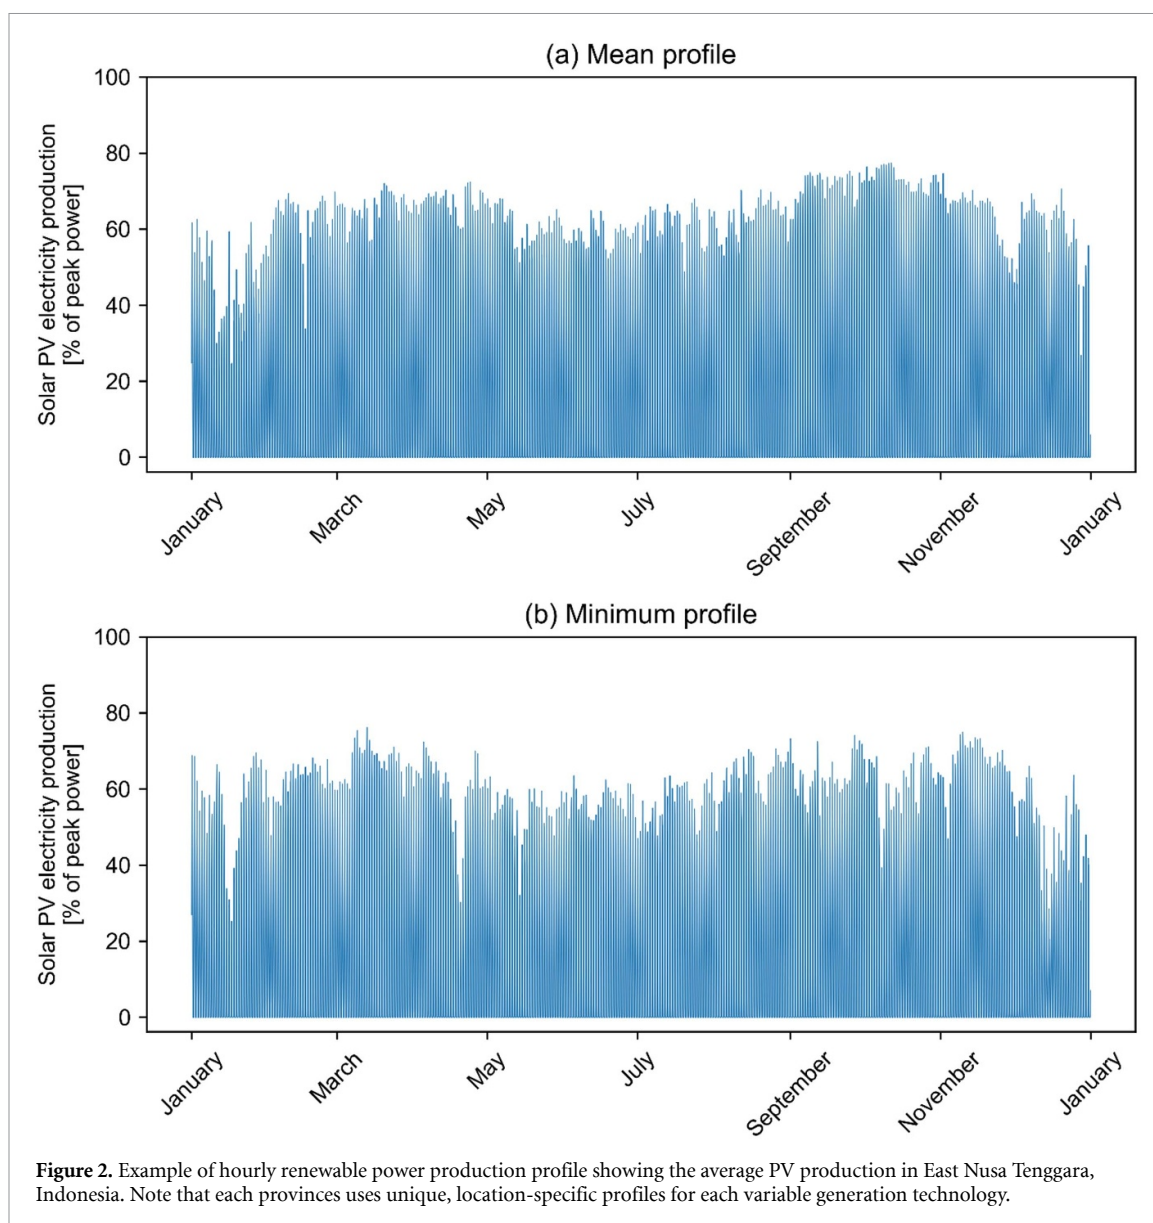 (a) Mean profile
Solar PV electricity production
[% of peak power]
100
80
60
40
20
0
January
March
May
July
September
November
January
(b) Minimum profile
Solar PV electricity production
[% of peak power]
100
80
60
40
20
0
January
March
May
July
September
November
January
Figure 2. Example of hourly renewable power production profile showing the average PV production in East Nusa Tenggara,
Indonesia. Note that each provinces uses unique, location-specific profiles for each variable generation technology.